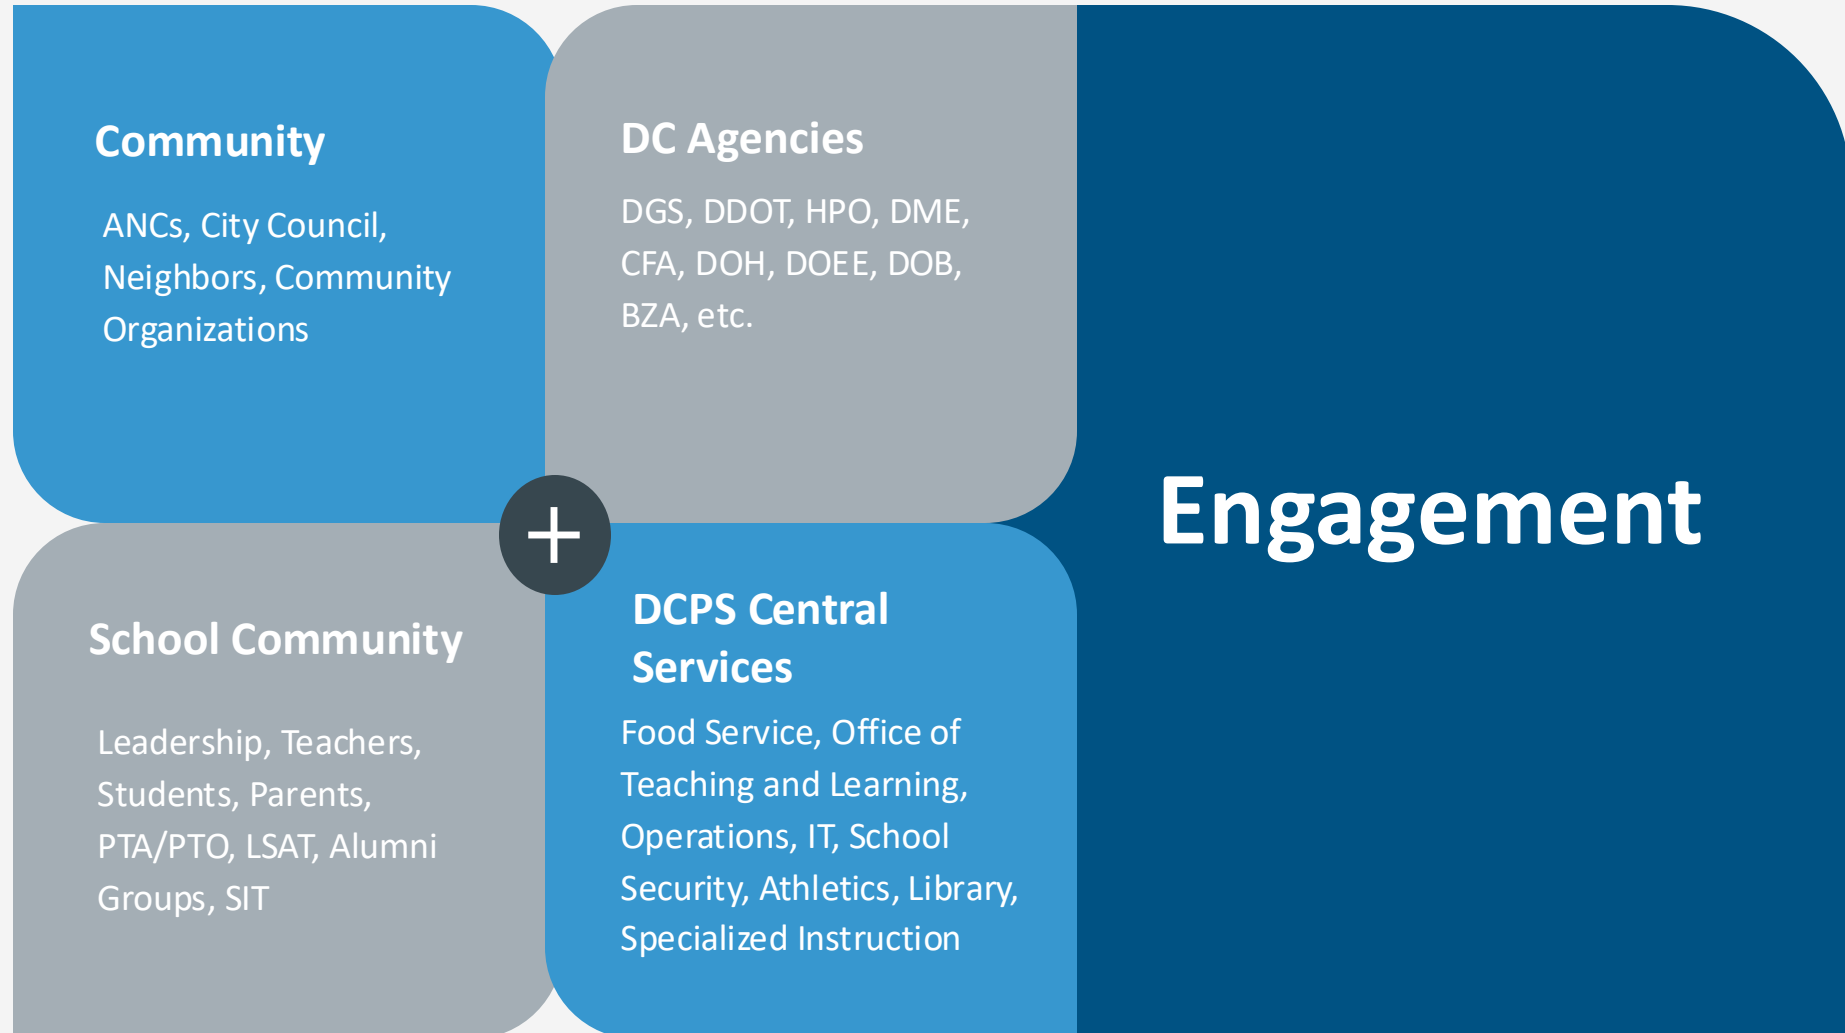 Community
ANCs, City Council,
Neighbors, Community
Organizations
DC Agencies
DGS, DDOT, HPO, DME,
CFA, DOH, DOEE, DOB,
BZA, etc.
School Community
Leadership, Teachers,
Students, Parents,
PTA/PTO, LSAT, Alumni
Groups, SIT
DCPS Central
Services
Food Service, Office of
Teaching and Learning,
Operations, IT, School
Security, Athletics, Library,
Specialized Instruction
Engagement